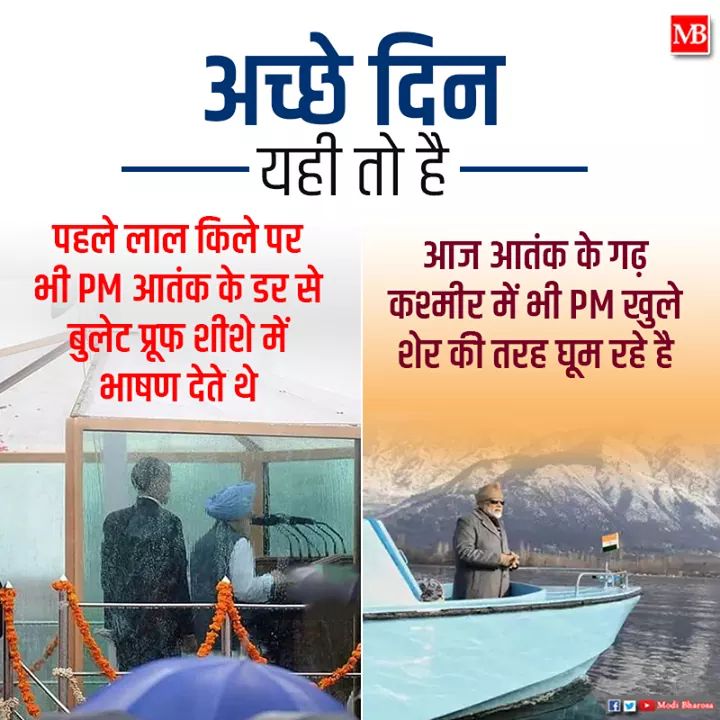 MB
अच्छे दिन
यही तो है
पहले लाल किले पर
भी PM आतंक के डर से
बुलेट प्रूफ शीशे में
भाषण देते थे
आज आतंक के गढ़
कश्मीर में भी PM खुले
शेर की तरह घूम रहे है
Modi Bharosa